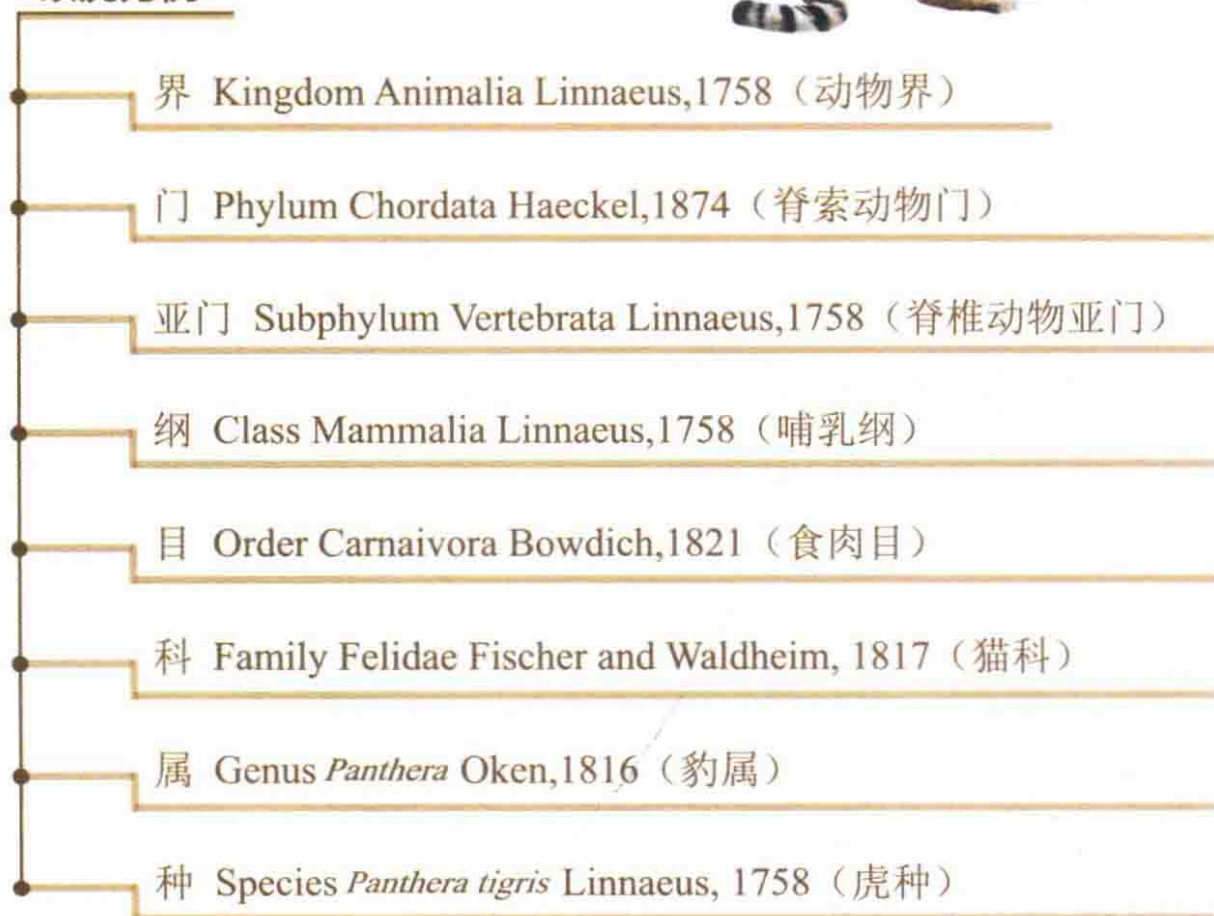 界 Kingdom Animalia Linnaeus,1758（动物界）
门 Phylum Chordata Haeckel,1874（脊索动物门）
亚门 Subphylum Vertebrata Linnaeus,1758（脊椎动物亚门）
纲 Class Mammalia Linnaeus,1758（哺乳纲）
目 Order Carnaivora Bowdich,1821（食肉目）
科 Family Felidae Fischer and Waldheim, 1817（猫科）
属 Genus Panthera Oken,1816（豹属）
种 Species Panthera tigris Linnaeus, 1758（虎种）